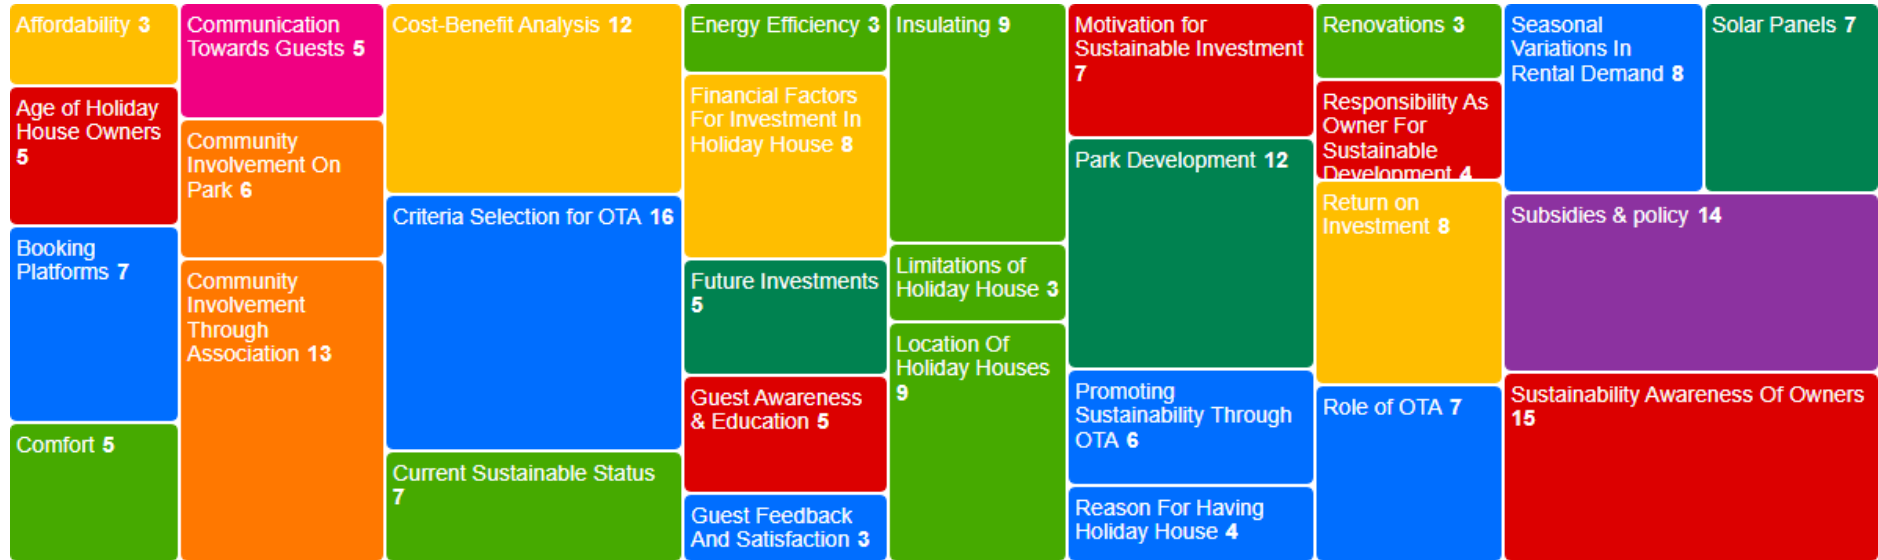 Affordability 3
Age of Holiday
House Owners
5
Booking
Platforms 7
Comfort 5
Communication
Towards Guests 5
Community
Involvement On
Park 6
Community
Involvement
Through
Association 13
Cost-Benefit Analysis 12
Criteria Selection for OTA 16
Current Sustainable Status
7
Energy Efficiency 3
Financial Factors
For Investment In
Holiday House 8
Future Investments
5
Guest Awareness
& Education 5
Guest Feedback
And Satisfaction 3
Insulating 9
Limitations of
Holiday House 3
Location Of
Holiday Houses
9
Motivation for
Sustainable Investment
7
Park Development 12
Promoting
Sustainability Through
OTA 6
Reason For Having
Holiday House 4
Renovations 3
Responsibility As
Owner For
Sustainable
Development 4
Return on
Investment 8
Role of OTA 7
Seasonal
Variations In
Rental Demand 8
Solar Panels 7
Subsidies & policy 14
Sustainability Awareness Of Owners
15